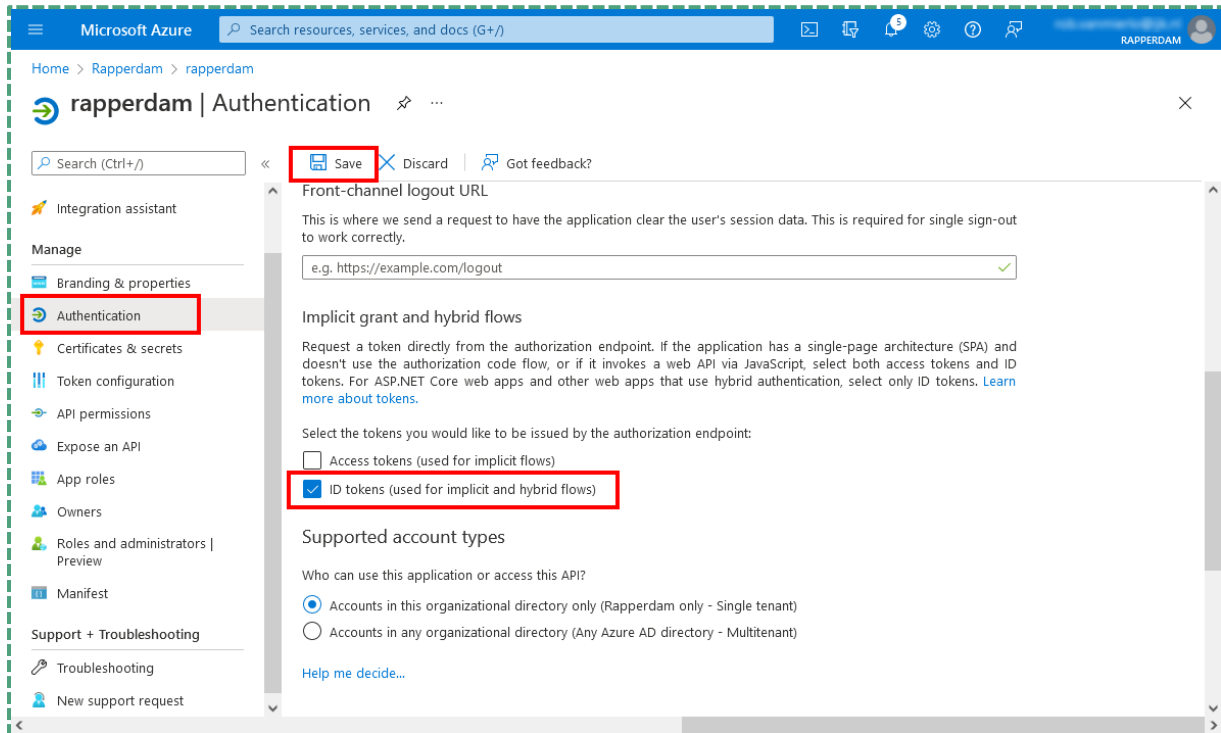 Microsoft Azure
Search resources, services, and docs (G+/)
5
RAPPERDAM
Home > Rapperdam > rapperdam
rapperdam | Authentication
Search (Ctrl+/)
Save
Discard
Got feedback?
Integration assistant
Manage
Branding & properties
Authentication
Certificates & secrets
Token configuration
API permissions
Expose an API
App roles
Owners
Roles and administrators |
Preview
Manifest
Support + Troubleshooting
Troubleshooting
New support request
Front-channel logout URL
This is where we send a request to have the application clear the user's session data. This is required for single sign-out
to work correctly.
e.g. https://example.com/logout
Implicit grant and hybrid flows
Request a token directly from the authorization endpoint. If the application has a single-page architecture (SPA) and
doesn't use the authorization code flow, or if it invokes a web API via JavaScript, select both access tokens and ID
tokens. For ASP.NET Core web apps and other web apps that use hybrid authentication, select only ID tokens. Learn
more about tokens.
Select the tokens you would like to be issued by the authorization endpoint:
Access tokens (used for implicit flows)
ID tokens (used for implicit and hybrid flows)
Supported account types
Who can use this application or access this API?
Accounts in this organizational directory only (Rapperdam only - Single tenant)
Accounts in any organizational directory (Any Azure AD directory - Multitenant)
Help me decide...